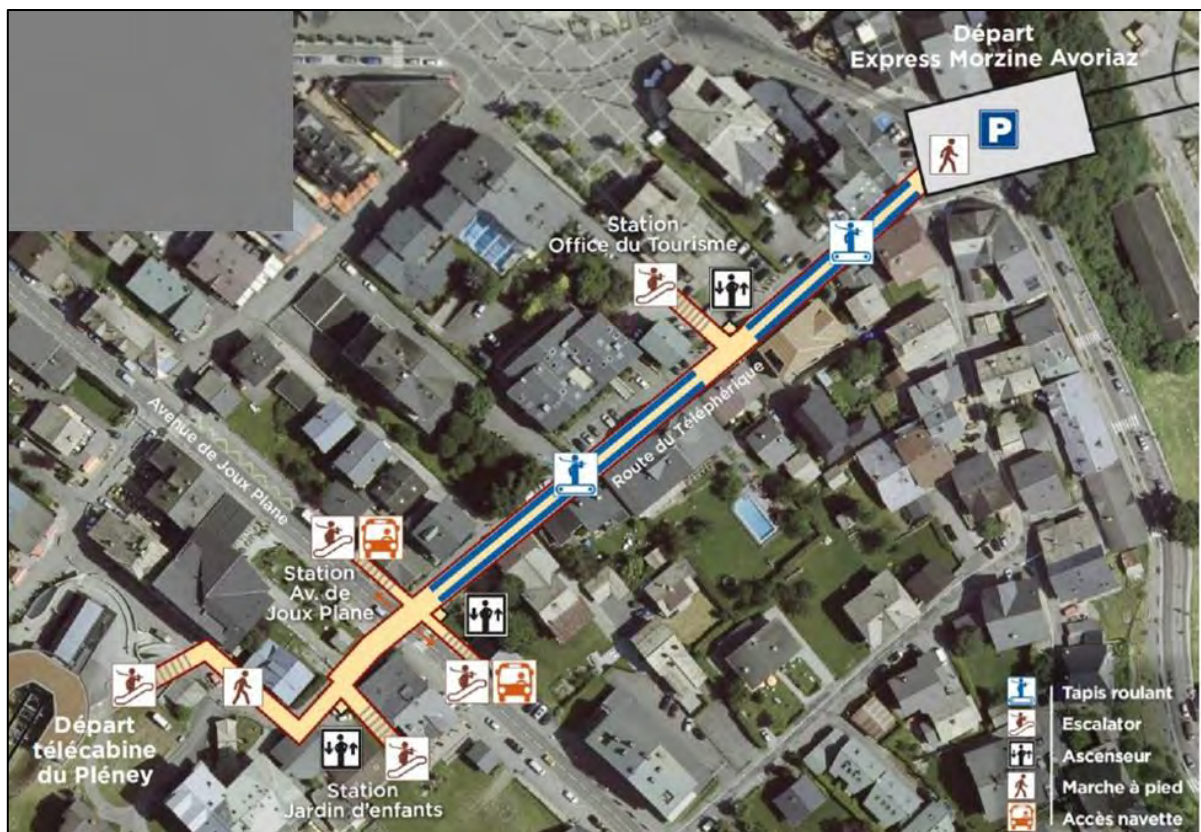 Départ
Express Morzine Avoriaz
P
Station
Office du Tourisme
Route du Téléphérique
Avenue de Joux Plane
Station
Av. de
Joux Plane
Départ
télécabine
du Pléney
Station
Jardin d'enfants
Tapis roulant
Escalator
Ascenseur
Marche à pied
Accès navette